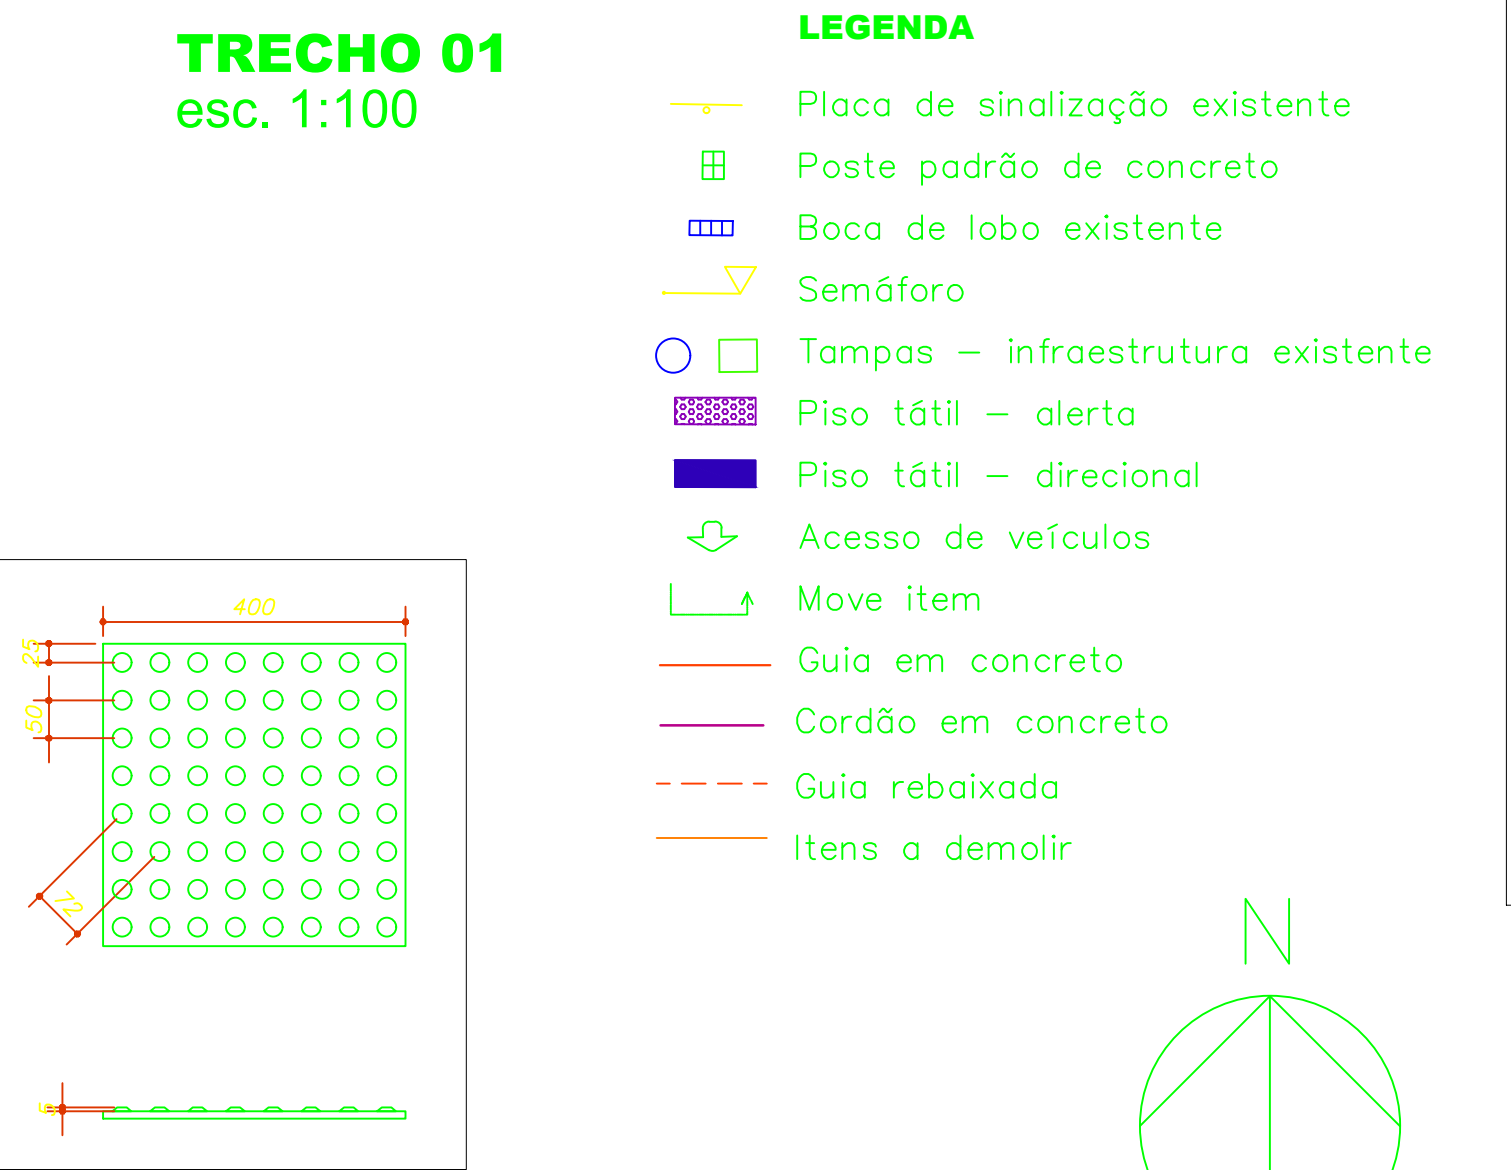 TRECHO 01
esc. 1:100
LEGENDA
Placa de sinalização existente
Poste padrão de concreto
Boca de lobo existente
Semáforo
Tampas – infraestrutura existente
Piso tátil – alerta
Piso tátil – direcional
Acesso de veículos
Move item
Guia em concreto
Cordão em concreto
Guia rebaixada
Itens a demolir
400
25
50
72
5
N